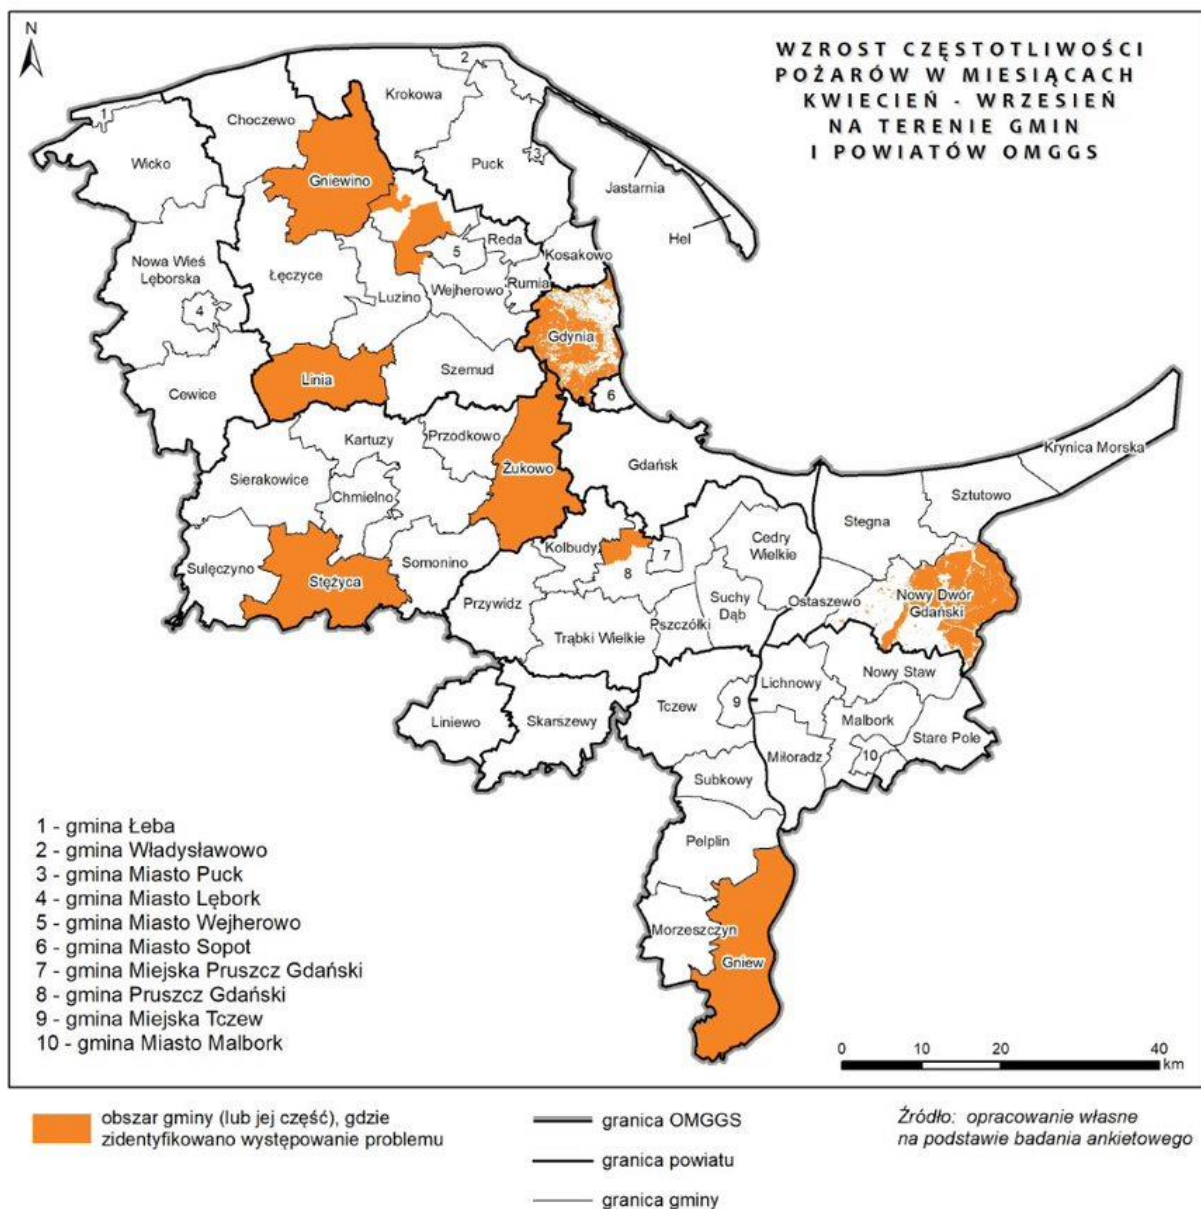 N
WZROST CZĘSTOTLIWOŚCI
POŻARÓW W MIESIĄCACH
KWIECIEŃ - WRZESIEŃ
NA TERENIE GMIN
I POWIATÓW OMGGS
2
Krokowa
1
Choczewo
Wicko
Puck
3
Gniewino
Jastarnia
Hel
Reda
5
Kosakowo
Nowa Wieś
Lęborska
Łęczyce
Luzino
Wejherowo
Rumia
4
Gdynia
Linia
Szemud
Cewice
6
Kartuzy
Przodkowo
Krynica Morska
Sierakowice
Żukowo
Gdańsk
Chmielno
Sztutowo
Stegna
Cedry
Wielkie
Kolbudy
7
8
Sulęczyno
Stężyca
Somonino
Przywidz
Suchy
Dąb
Ostaszewo
Nowy Dwór
Gdański
Pszczółki
Trąbki Wielkie
Lichnowy
Nowy Staw
Tczew
9
Liniewo
Skarszewy
Malbork
Stare Pole
Miłoradz
10
Subkowy
Pelplin
Morzeszczyn
Gniew
1 - gmina Łeba
2 - gmina Władysławowo
3 - gmina Miasto Puck
4 - gmina Miasto Lębork
5 - gmina Miasto Wejherowo
6 - gmina Miasto Sopot
7 - gmina Miejska Pruszcz Gdański
8 - gmina Pruszcz Gdański
9 - gmina Miejska Tczew
10 - gmina Miasto Malbork
0 10 20 40
km
obszar gminy (lub jej część), gdzie
zidentyfikowano występowanie problemu
granica OMGGS
granica powiatu
granica gminy
Źródło: opracowanie własne
na podstawie badania ankietowego